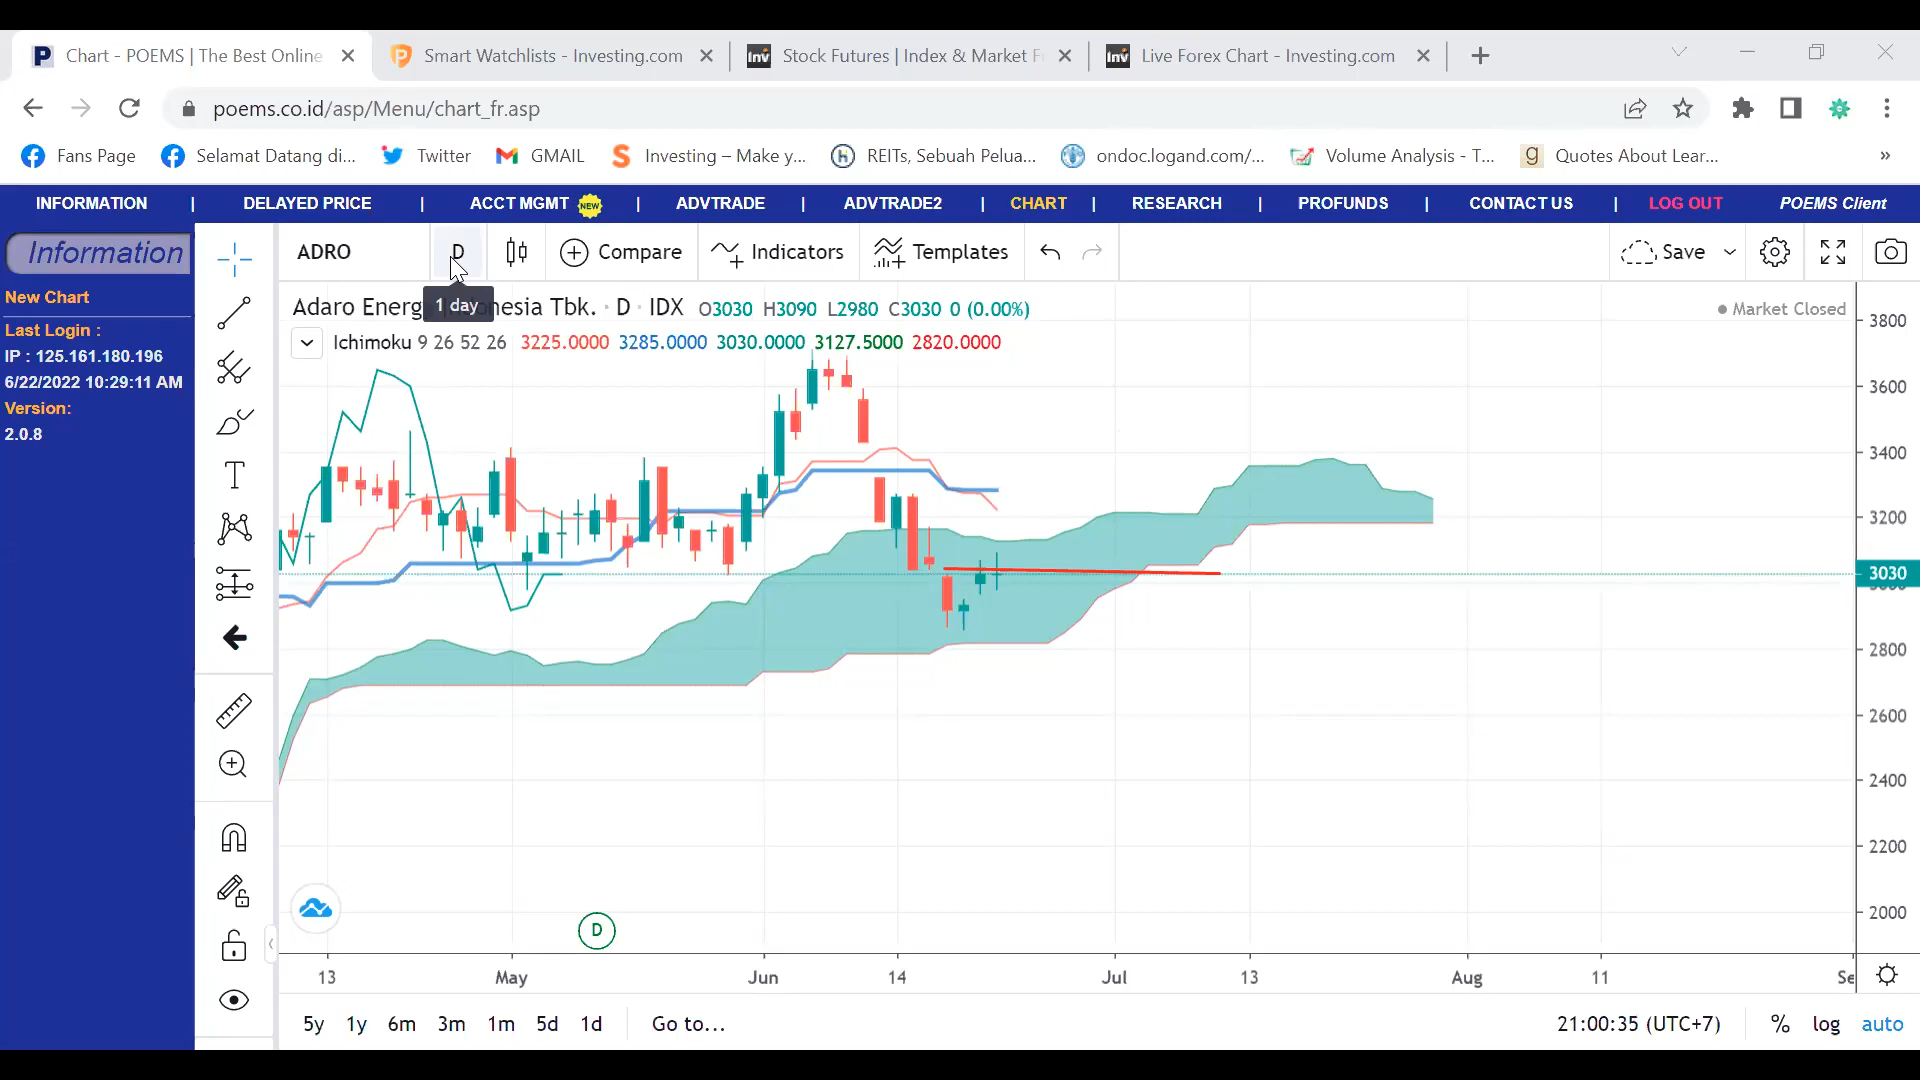 Chart - POEMS | The Best Online
Smart Watchlists - Investing.com
Stock Futures | Index & Market F
Live Forex Chart - Investing.com
poems.co.id/asp/Menu/chart_fr.asp
Fans Page
Selamat Datang di...
Twitter
GMAIL
Investing – Make y...
REITs, Sebuah Pelua...
ondoc.logand.com/...
Volume Analysis - T...
Quotes About Lear...
INFORMATION | DELAYED PRICE | ACCT MGMT NEW | ADVTRADE | ADVTRADE2 | CHART | RESEARCH | PROFUNDS | CONTACT US | LOG OUT POEMS Client
Information
New Chart
Last Login :
IP : 125.161.180.196
6/22/2022 10:29:11 AM
Version:
2.0.8
ADRO
D
Compare
Indicators
Templates
Save
1 day
Adaro Energ nesia Tbk. · D · IDX O3030 H3090 L2980 C3030 0 (0.00%)
Market Closed
Ichimoku 9 26 52 26 3225.0000 3285.0000 3030.0000 3127.5000 2820.0000
3800
3600
3400
3200
3030
2800
2600
2400
2200
2000
D
13 May Jun 14 Jul 13 Aug 11 Se
5y 1y 6m 3m 1m 5d 1d Go to... 21:00:35 (UTC+7) % log auto